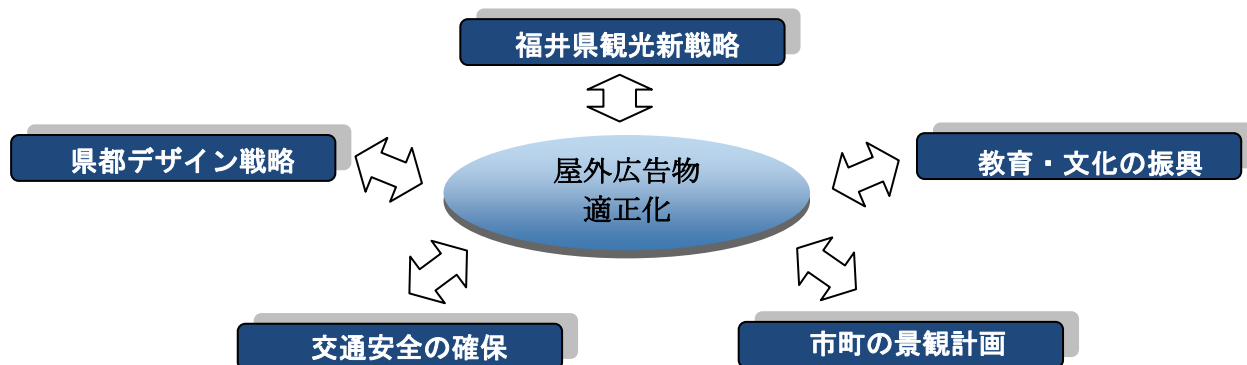 福井県観光新戦略
県都デザイン戦略
教育・文化の振興
屋外広告物
適正化
交通安全の確保
市町の景観計画